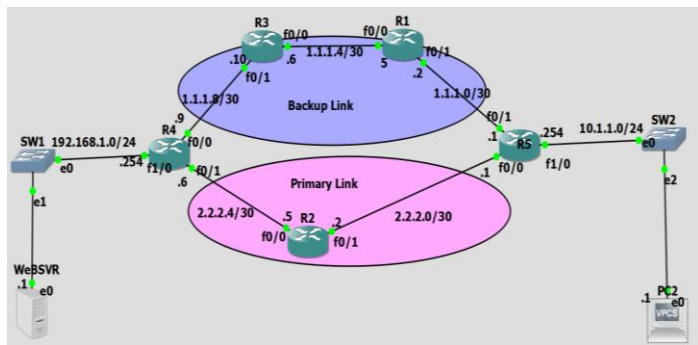 R3
f0/0
f0/0
R1
.10
.6
1.1.1.4/30
5
f0/1
f0/1
.2
1.1.1.8/30
Backup Link
1.1.1.0/30
.9
f0/0
f0/1
.1
R5
.254
10.1.1.0/24
SW2
e0
f1/0
f0/0
.1
e2
SW1
192.168.1.0/24
R4
e0
.254
f1/0
f0/1
.6
e1
Primary Link
2.2.2.4/30
.5
R2
.2
f0/0
f0/1
2.2.2.0/30
WeBSVR
.1
e0
PC2
.1
e0
VPCS